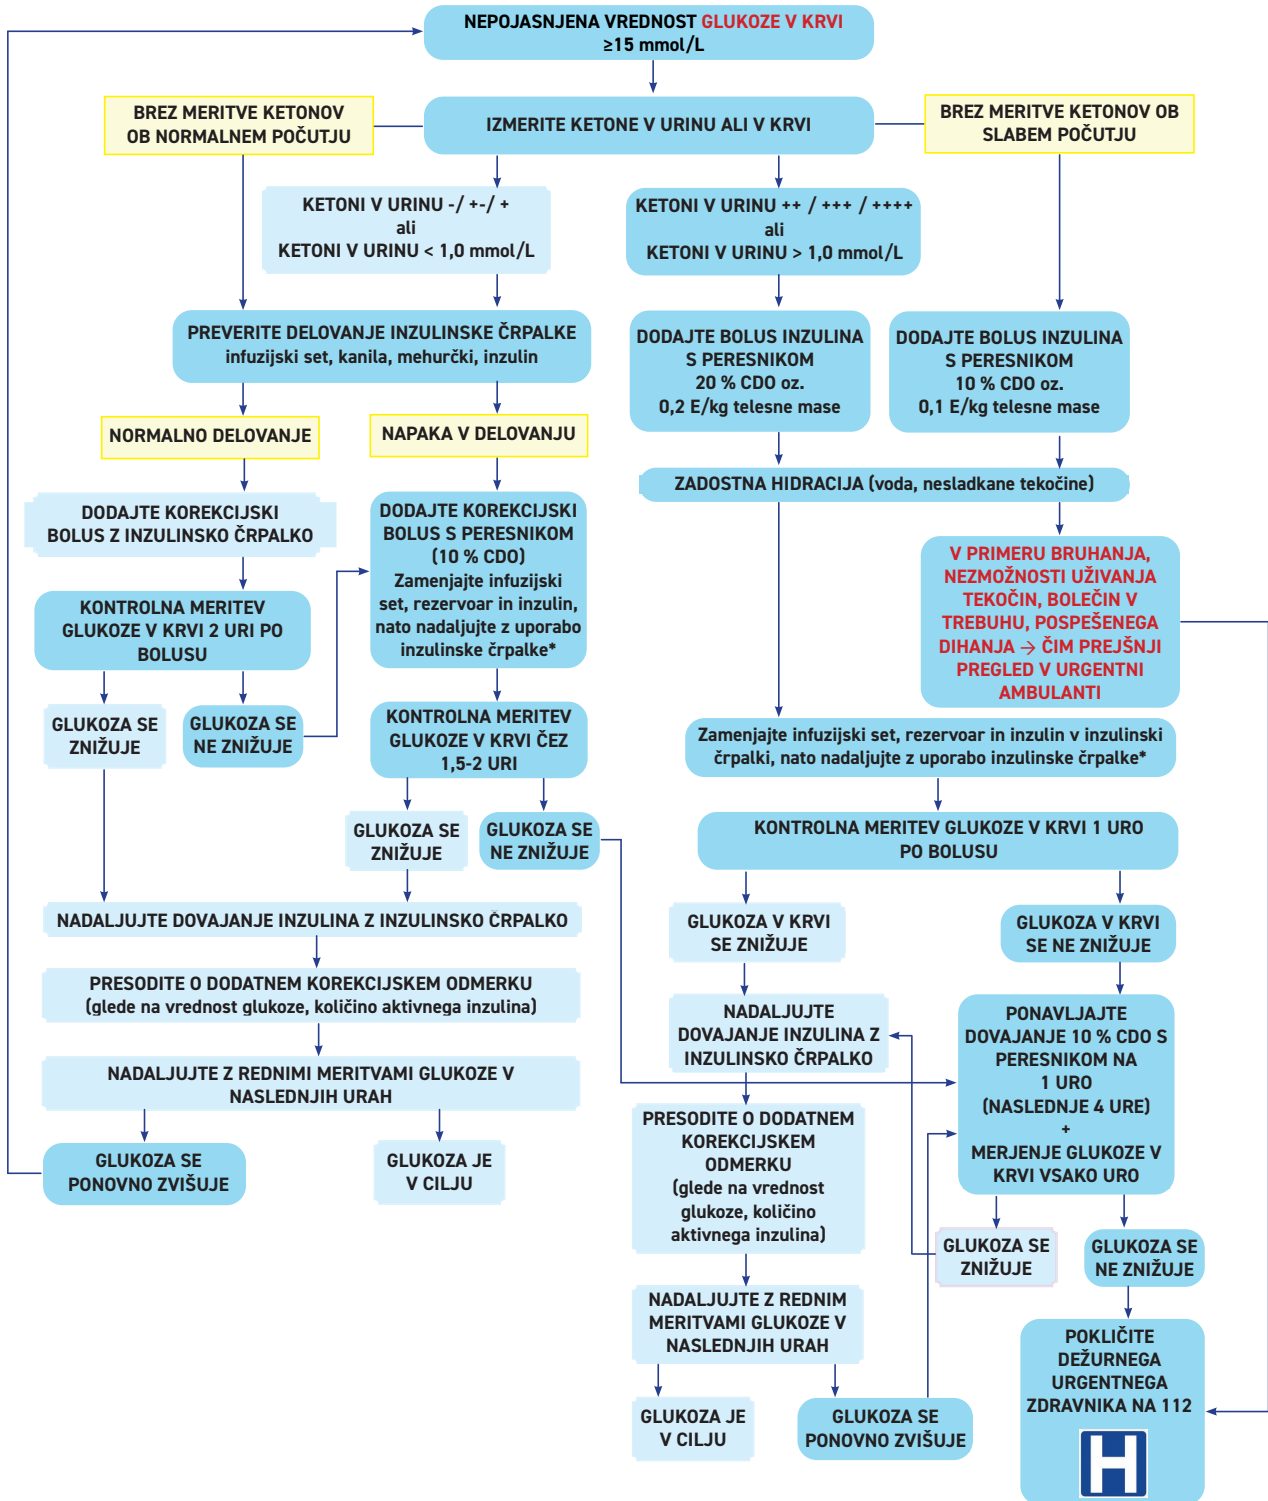 NEPOJASNJENA VREDNOST GLUKOZE V KRVI
≥15 mmol/L
BREZ MERITVE KETONOV
OB NORMALNEM POČUTJU
IZMERITE KETONE V URINU ALI V KRVI
BREZ MERITVE KETONOV OB
SLABEM POČUTJU
KETONI V URINU -/ +-/ +
ali
KETONI V URINU < 1,0 mmol/L
KETONI V URINU ++ / +++ / ++++
ali
KETONI V URINU > 1,0 mmol/L
PREVERITE DELOVANJE INZULINSKE ČRPALKE
infuzijski set, kanila, mehurčki, inzulin
DODAJTE BOLUS INZULINA
S PERESNIKOM
20 % CDO oz.
0,2 E/kg telesne mase
DODAJTE BOLUS INZULINA
S PERESNIKOM
10 % CDO oz.
0,1 E/kg telesne mase
NORMALNO DELOVANJE
NAPAKA V DELOVANJU
ZADOSTNA HIDRACIJA (voda, nesladkane tekočine)
DODAJTE KOREKCIJSKI
BOLUS Z INZULINSKO ČRPALKO
DODAJTE KOREKCIJSKI
BOLUS S PERESNIKOM
(10 % CDO)
Zamenjajte infuzijski
set, rezervoar in inzulin,
nato nadaljujte z uporabo
inzulinske črpalke*
V PRIMERU BRUHANJA,
NEZMOŽNOSTI UŽIVANJA
TEKOČIN, BOLEČIN V
TREBUHU, POSPEŠENEGA
DIHANJA → ČIM PREJŠNJI
PREGLED V URGENTNI
AMBULANTI
KONTROLNA MERITEV
GLUKOZE V KRVI 2 URI PO
BOLUSU
GLUKOZA SE
ZNIŽUJE
GLUKOZA SE
NE ZNIŽUJE
KONTROLNA MERITEV
GLUKOZE V KRVI ČEZ
1,5-2 URI
Zamenjajte infuzijski set, rezervoar in inzulin v inzulinski
črpalki, nato nadaljujte z uporabo inzulinske črpalke*
GLUKOZA SE
ZNIŽUJE
GLUKOZA SE
NE ZNIŽUJE
KONTROLNA MERITEV GLUKOZE V KRVI 1 URO
PO BOLUSU
NADALJUJTE DOVAJANJE INZULINA Z INZULINSKO ČRPALKO
GLUKOZA V KRVI
SE ZNIŽUJE
GLUKOZA V KRVI
SE NE ZNIŽUJE
PRESODITE O DODATNEM KOREKCIJSKEM ODMERKU
(glede na vrednost glukoze, količino aktivnega inzulina)
NADALJUJTE
DOVAJANJE INZULINA Z
INZULINSKO ČRPALKO
PONAVLJAJTE
DOVAJANJE 10 % CDO S
PERESNIKOM NA
1 URO
(NASLEDNJE 4 URE)
+
MERJENJE GLUKOZE V
KRVI VSAKO URO
NADALJUJTE Z REDNIMI MERITVAMI GLUKOZE V
NASLEDNJIH URAH
GLUKOZA SE
PONOVNO ZVIŠUJE
GLUKOZA JE
V CILJU
PRESODITE O DODATNEM
KOREKCIJSKEM
ODMERKU
(glede na vrednost
glukoze, količino
aktivnega inzulina)
GLUKOZA SE
ZNIŽUJE
GLUKOZA SE
NE ZNIŽUJE
NADALJUJTE Z REDNIM
MERITVAMI GLUKOZE V
NASLEDNJIH URAH
GLUKOZA JE
V CILJU
GLUKOZA SE
PONOVNO ZVIŠUJE
POKLIČITE
DEŽURNEGA
URGENTNEGA
ZDRAVNIKA NA 112
H